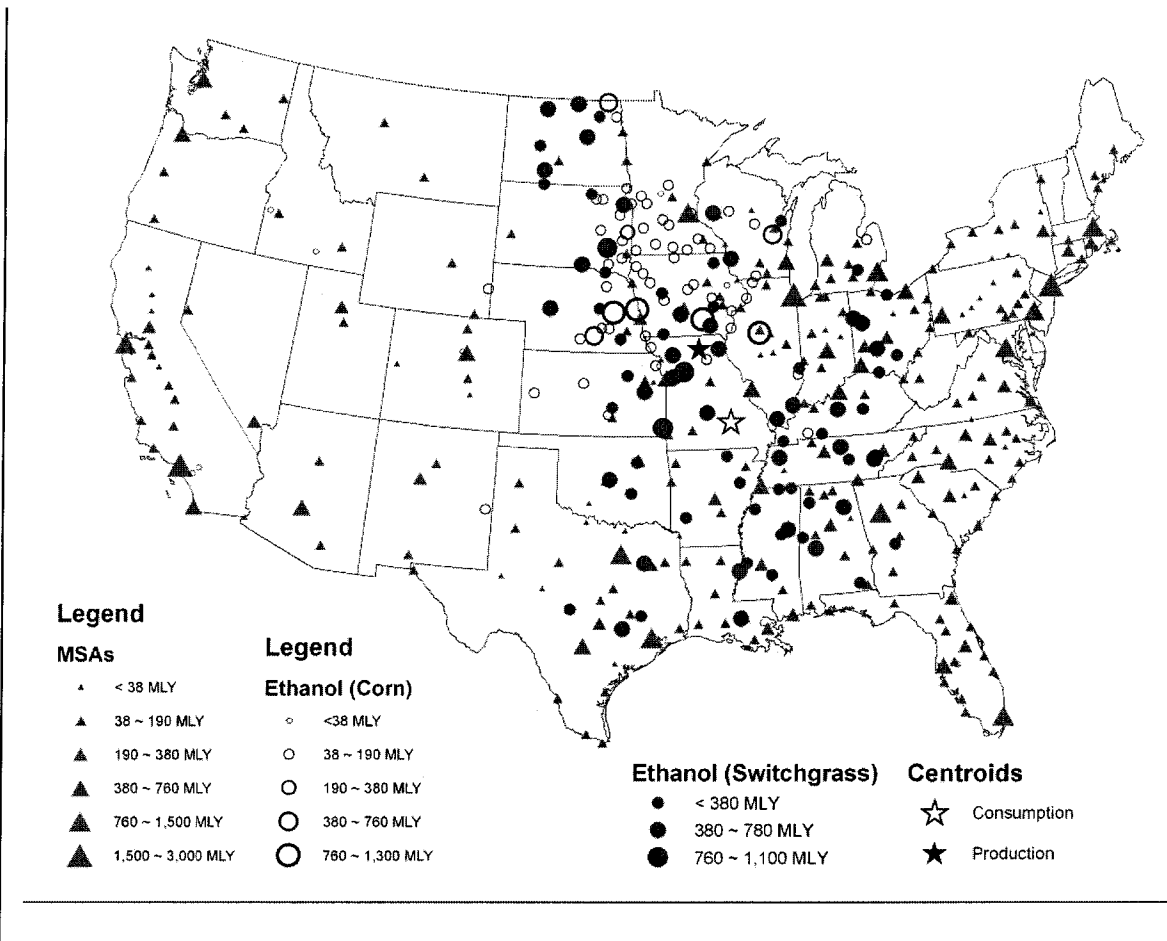 Legend
MSAs
< 38 MLY
38 ~ 190 MLY
190 ~ 380 MLY
380 ~ 760 MLY
760 ~ 1,500 MLY
1,500 ~ 3,000 MLY
Legend
Ethanol (Corn)
<38 MLY
38 ~ 190 MLY
190 ~ 380 MLY
380 ~ 760 MLY
760 ~ 1,300 MLY
Ethanol (Switchgrass)
< 380 MLY
380 ~ 780 MLY
760 ~ 1,100 MLY
Centroids
Consumption
Production